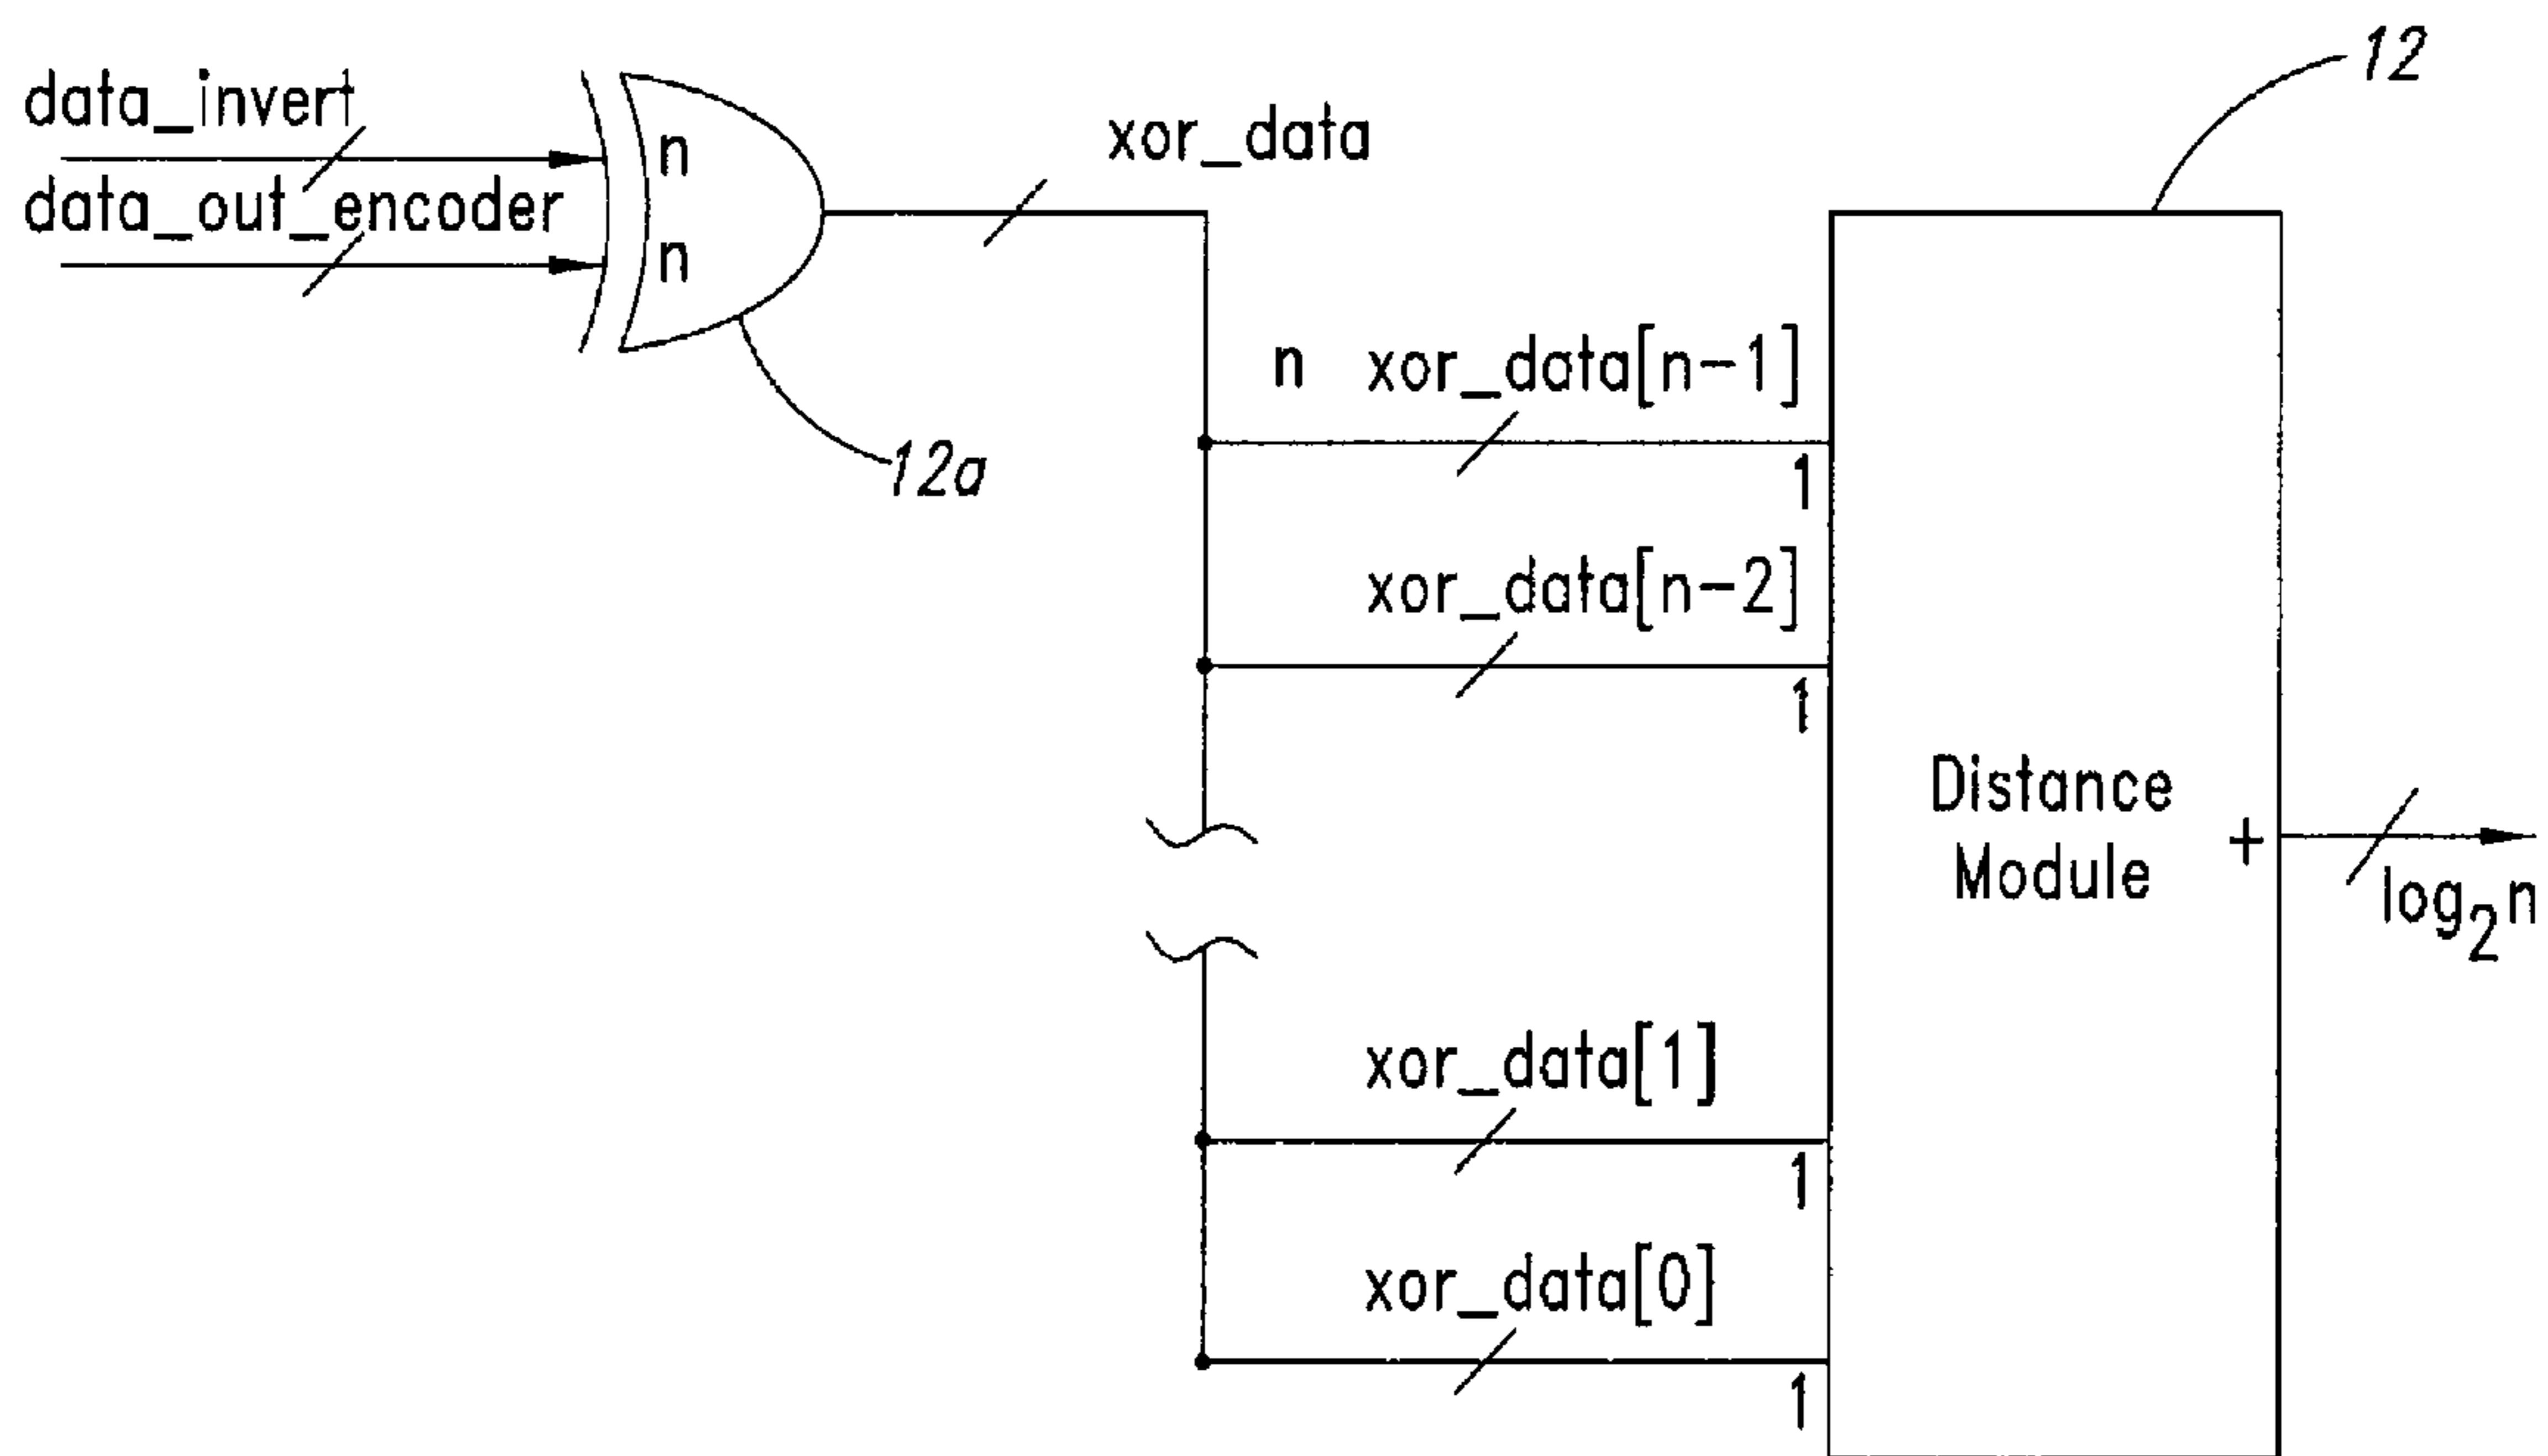 12
data_invert
n
xor_data
data_out_encoder
n
n xor_data[n-1]
12a
1
xor_data[n-2]
1
Distance
Module
+
log2n
xor_data[1]
1
xor_data[0]
1